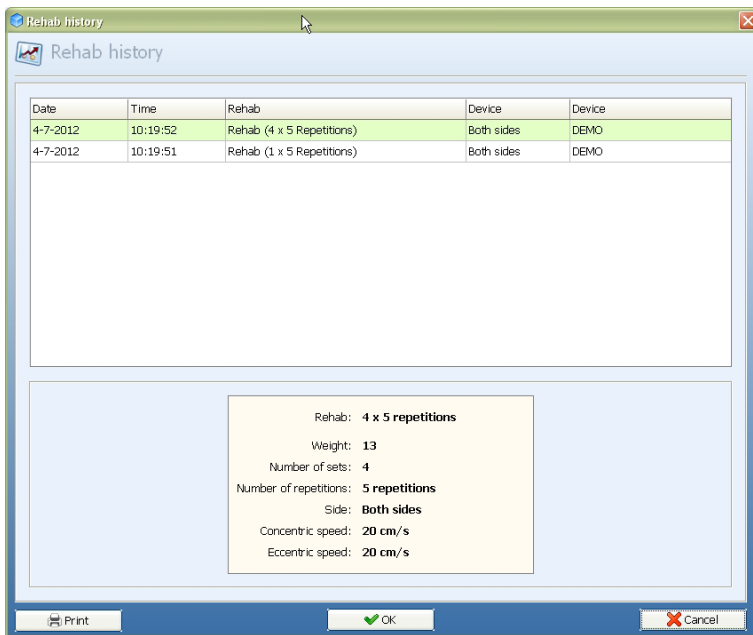 Rehab history
Rehab history
Date Time Rehab Device Device
4-7-2012 10:19:52 Rehab (4 x 5 Repetitions) Both sides DEMO
4-7-2012 10:19:51 Rehab (1 x 5 Repetitions) Both sides DEMO
Rehab: 4 x 5 repetitions
Weight: 13
Number of sets: 4
Number of repetitions: 5 repetitions
Side: Both sides
Concentric speed: 20 cm/s
Eccentric speed: 20 cm/s
Print OK Cancel